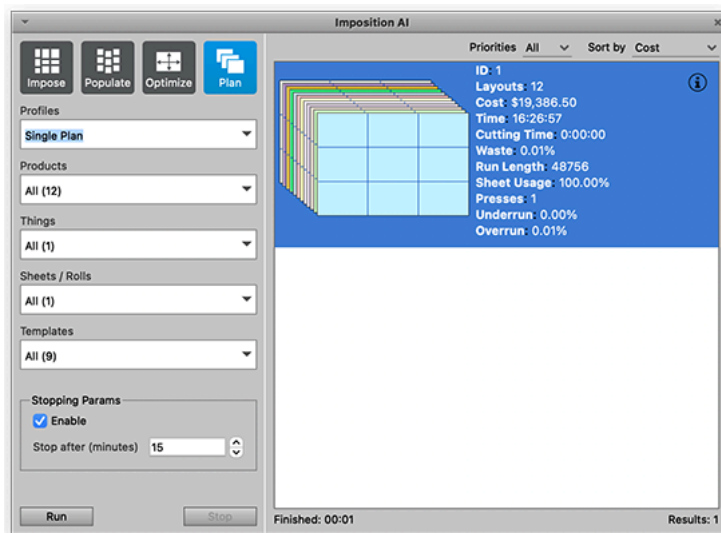 Imposition AI
Impose
Populate
Optimize
Plan
Profiles
Single Plan
Products
All (12)
Things
All (1)
Sheets / Rolls
All (1)
Templates
All (9)
Stopping Params
Enable
Stop after (minutes) 15
Run
Stop
Priorities All Sort by Cost
ID: 1
Layouts: 12
Cost: $19,386.50
Time: 16:26:57
Cutting Time: 0:00:00
Waste: 0.01%
Run Length: 48756
Sheet Usage: 100.00%
Presses: 1
Underrun: 0.00%
Overrun: 0.01%
Finished: 00:01
Results: 1